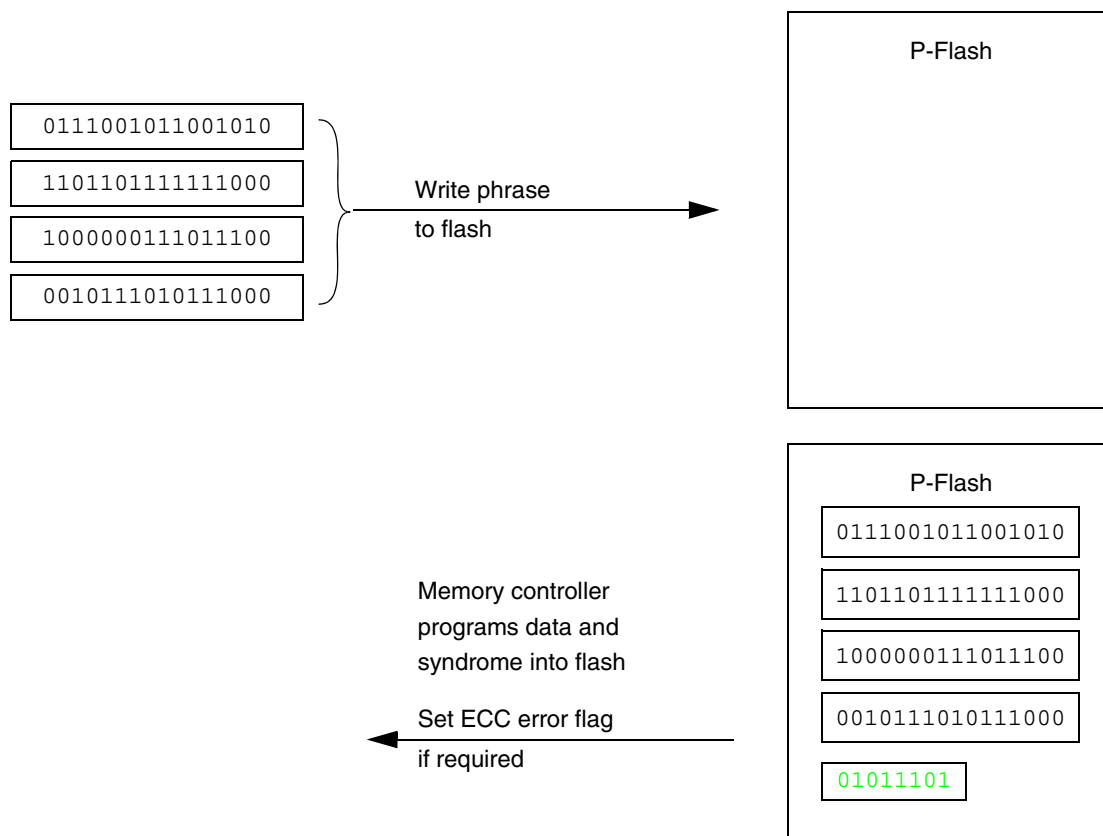 P-Flash
0111001011001010
1101101111111000
1000000111011100
0010111010111000
Write phrase
to flash
P-Flash
0111001011001010
1101101111111000
1000000111011100
0010111010111000
01011101
Memory controller
programs data and
syndrome into flash
Set ECC error flag
if required